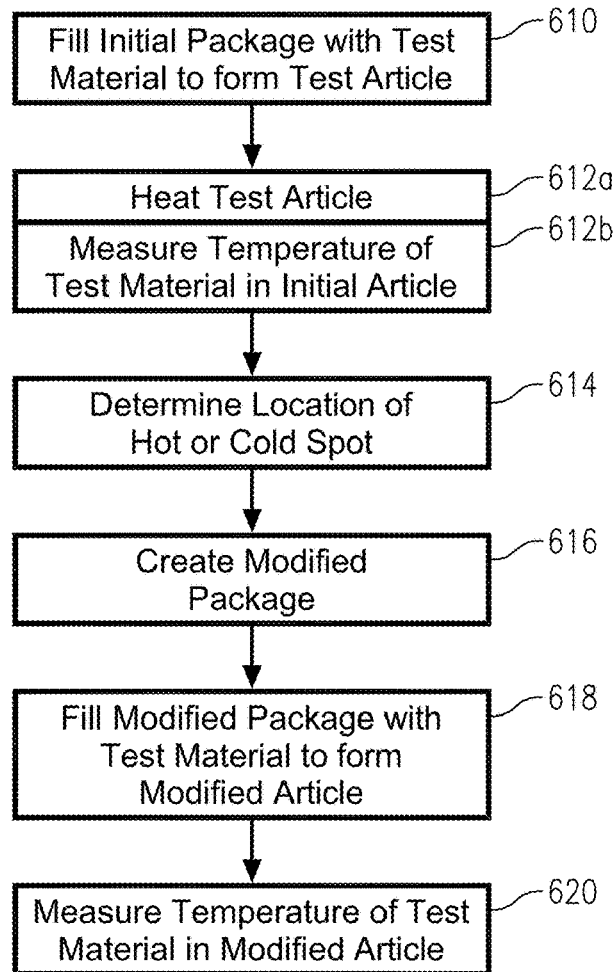 Fill Initial Package with Test
Material to form Test Article
610
Heat Test Article
612a
Measure Temperature of
Test Material in Initial Article
612b
Determine Location of
Hot or Cold Spot
614
Create Modified
Package
616
Fill Modified Package with
Test Material to form
Modified Article
618
Measure Temperature of Test
Material in Modified Article
620